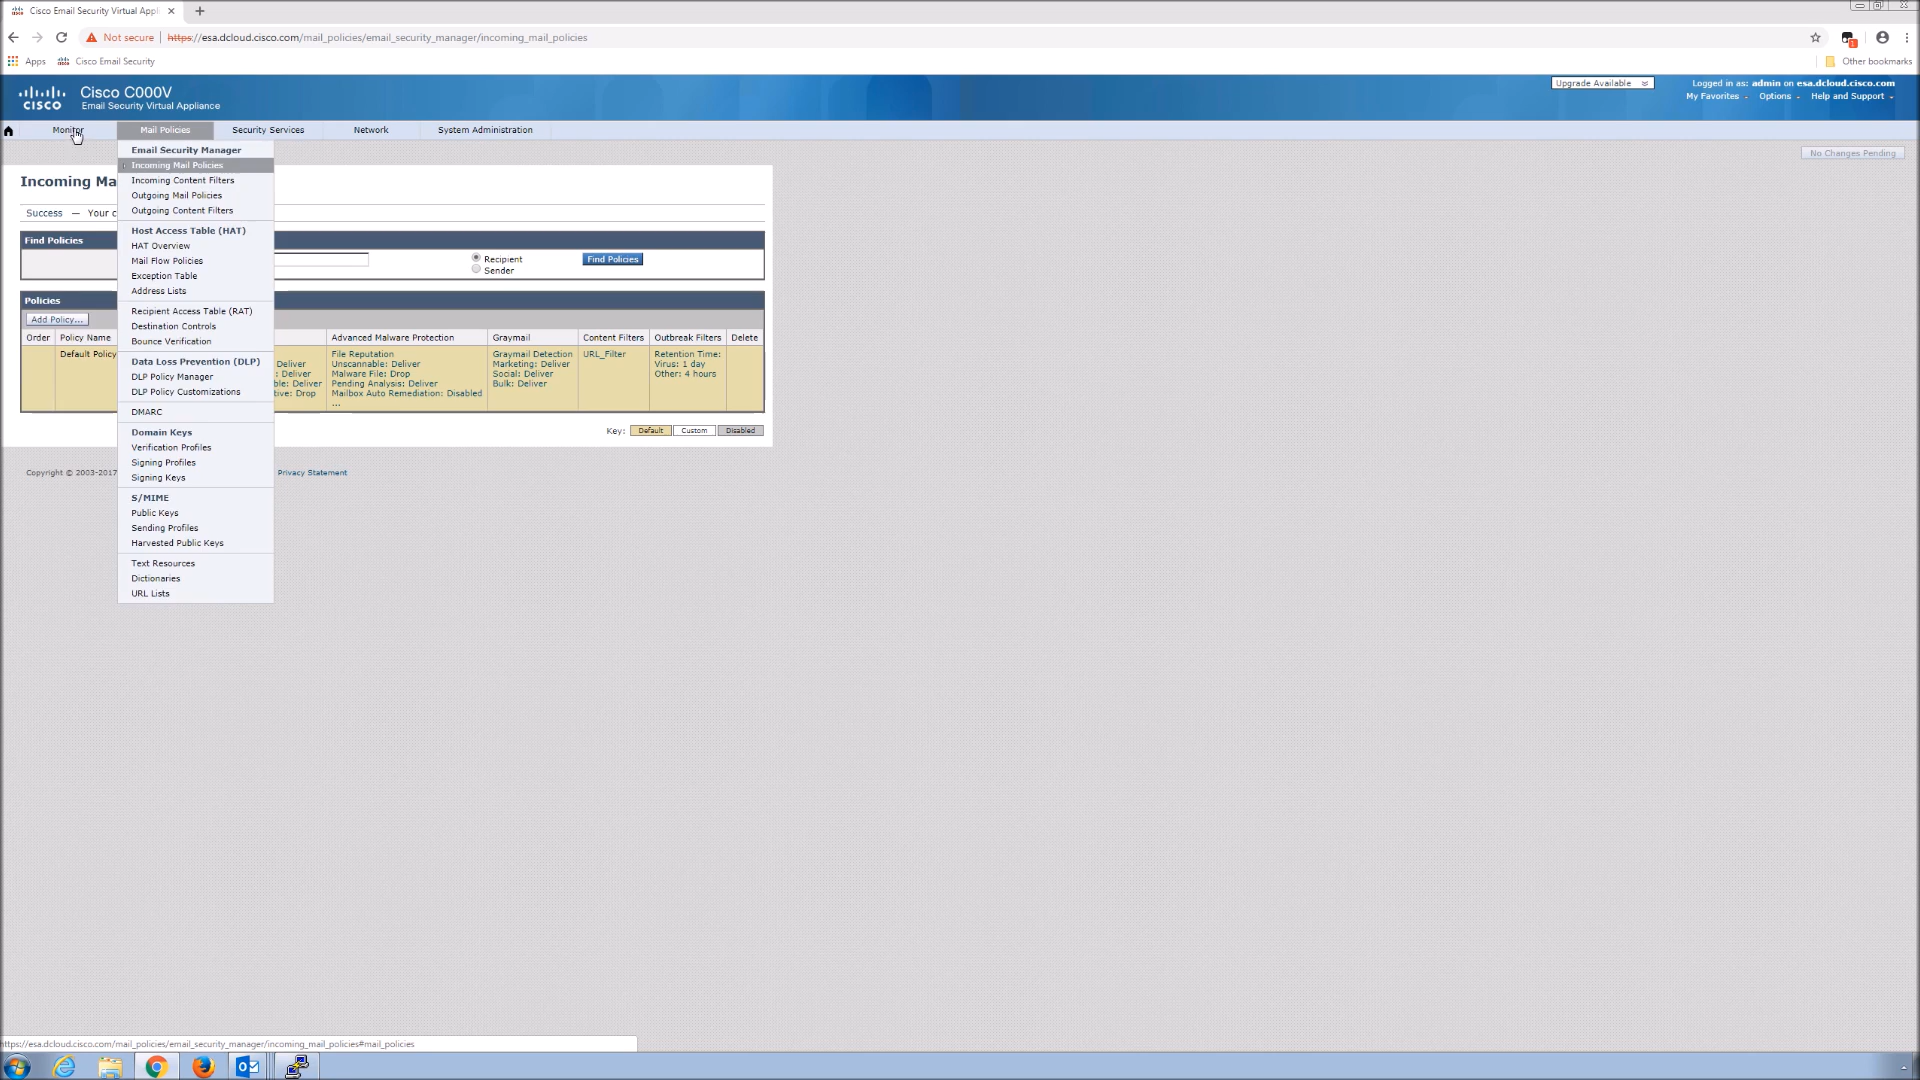 Cisco Email Security Virtual Appl
Not secure
https://esa.dcloud.cisco.com/mail_policies/email_security_manager/incoming_mail_policies
Apps
Cisco Email Security
Other bookmarks
CISCO
Cisco C000V
Email Security Virtual Appliance
Upgrade Available
Logged in as: admin on esa.dcloud.cisco.com
My Favorites
Options
Help and Support
Monitor
Mail Policies
Security Services
Network
System Administration
No Changes Pending
Email Security Manager
Incoming Mail Policies
Incoming Content Filters
Outgoing Mail Policies
Outgoing Content Filters
Host Access Table (HAT)
HAT Overview
Mail Flow Policies
Exception Table
Address Lists
Recipient Access Table (RAT)
Destination Controls
Bounce Verification
Data Loss Prevention (DLP)
DLP Policy Manager
DLP Policy Customizations
DMARC
Domain Keys
Verification Profiles
Signing Profiles
Signing Keys
S/MIME
Public Keys
Sending Profiles
Harvested Public Keys
Text Resources
Dictionaries
URL Lists
Incoming Ma
Success — Your c
Find Policies
Recipient
Sender
Find Policies
Policies
Add Policy...
Order
Policy Name
Advanced Malware Protection
Graymail
Content Filters
Outbreak Filters
Delete
Default Policy
Deliver
: Deliver
ble: Deliver
tive: Drop
File Reputation
Unscannable: Deliver
Malware File: Drop
Pending Analysis: Deliver
Mailbox Auto Remediation: Disabled
...
Graymail Detection
Marketing: Deliver
Social: Deliver
Bulk: Deliver
URL_Filter
Retention Time:
Virus: 1 day
Other: 4 hours
Key:
Default
Custom
Disabled
Copyright © 2003-2017
Privacy Statement
https://esa.dcloud.cisco.com/mail_policies/email_security_manager/incoming_mail_policies#mail_policies